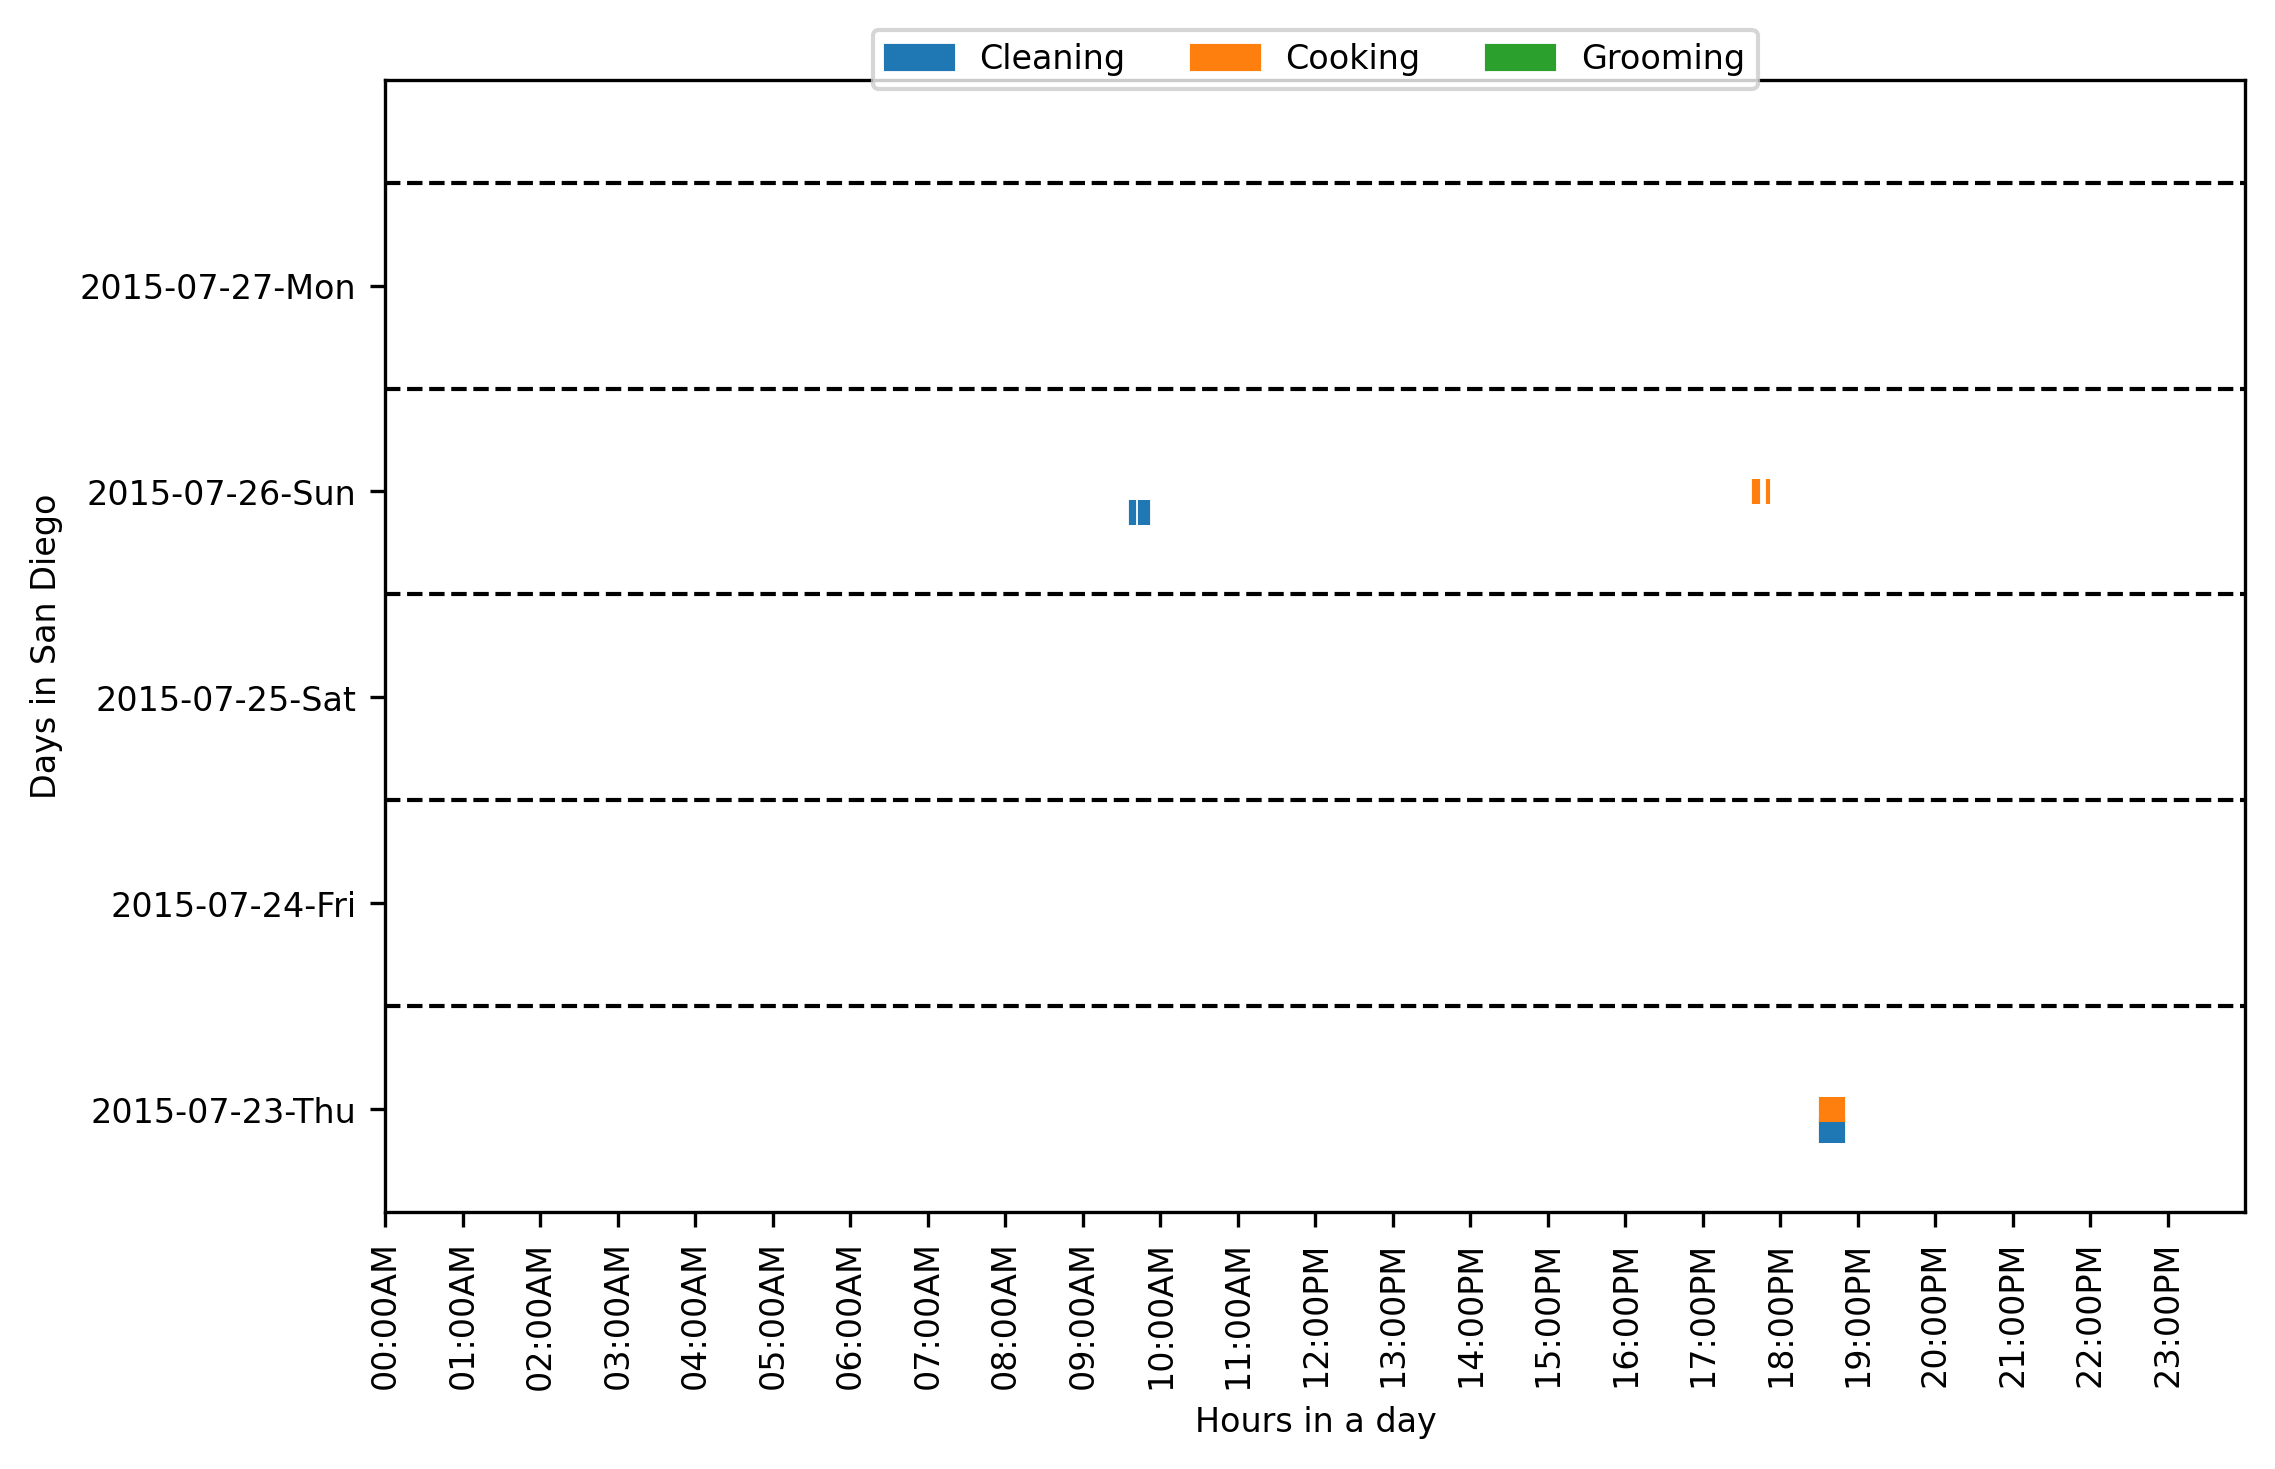 Cleaning Cooking Grooming
2015-07-27-Mon
2015-07-26-Sun
2015-07-25-Sat
2015-07-24-Fri
2015-07-23-Thu
Days in San Diego
00:00AM 01:00AM 02:00AM 03:00AM 04:00AM 05:00AM 06:00AM 07:00AM 08:00AM 09:00AM 10:00AM 11:00AM 12:00PM 13:00PM 14:00PM 15:00PM 16:00PM 17:00PM 18:00PM 19:00PM 20:00PM 21:00PM 22:00PM 23:00PM
Hours in a day